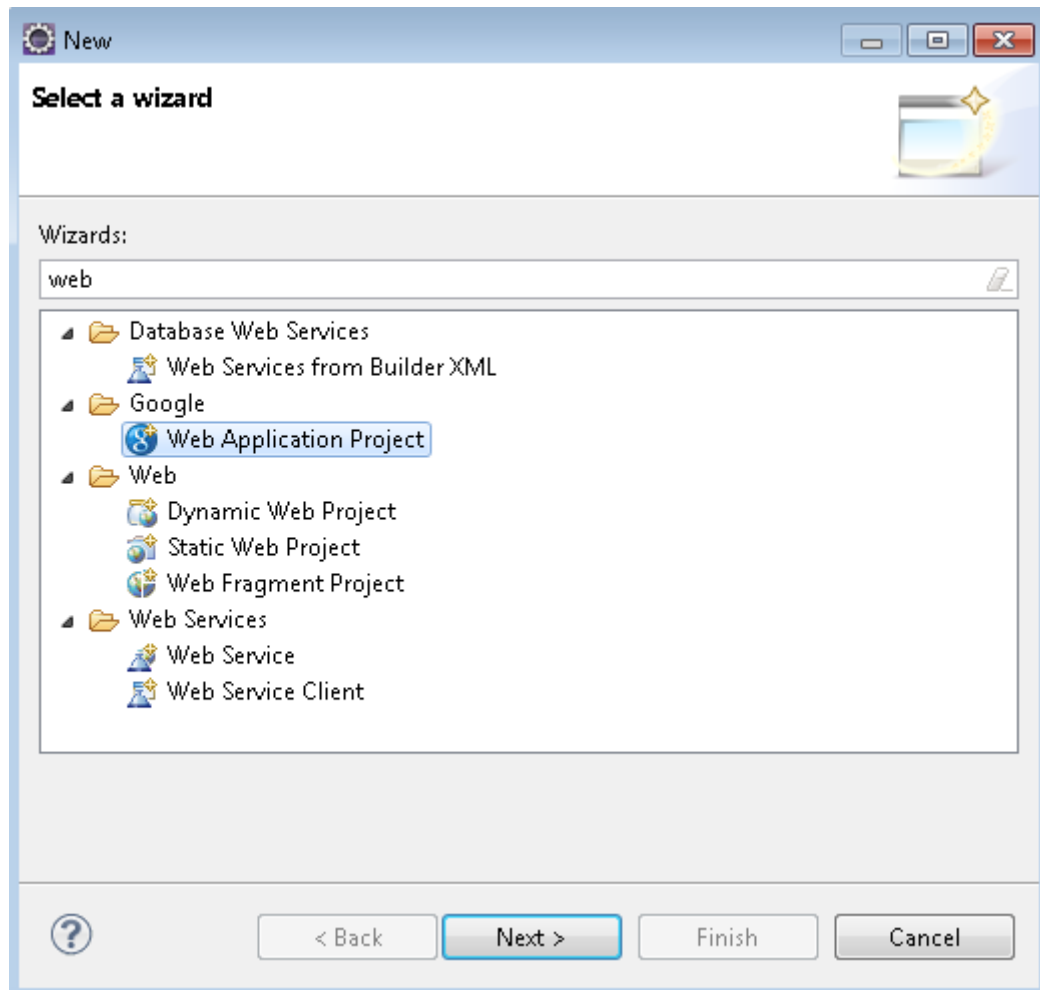 New
Select a wizard
Wizards:
web
Database Web Services
Web Services from Builder XML
Google
Web Application Project
Web
Dynamic Web Project
Static Web Project
Web Fragment Project
Web Services
Web Service
Web Service Client
< Back Next > Finish Cancel